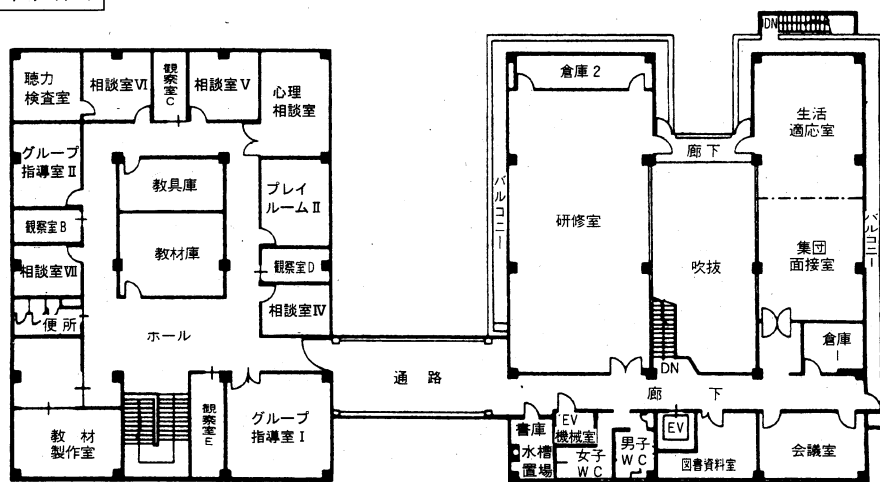 DN
聴力
検査室
相談室Ⅵ
観察室C
相談室Ⅴ
心理
相談室
グループ
指導室Ⅱ
教具庫
プレイ
ルームⅡ
観察室B
教材庫
観察室D
相談室Ⅶ
相談室Ⅳ
便所
ホール
教材
製作室
観察室E
グループ
指導室Ⅰ
通路
倉庫2
バルコニー
研修室
廊下
吹抜
DN
生活
適応室
集団
面接室
バルコニー
倉庫1
廊下
書庫
水槽
置場
EV
機械室
女子
WC
男子
WC
EV
図書資料室
会議室